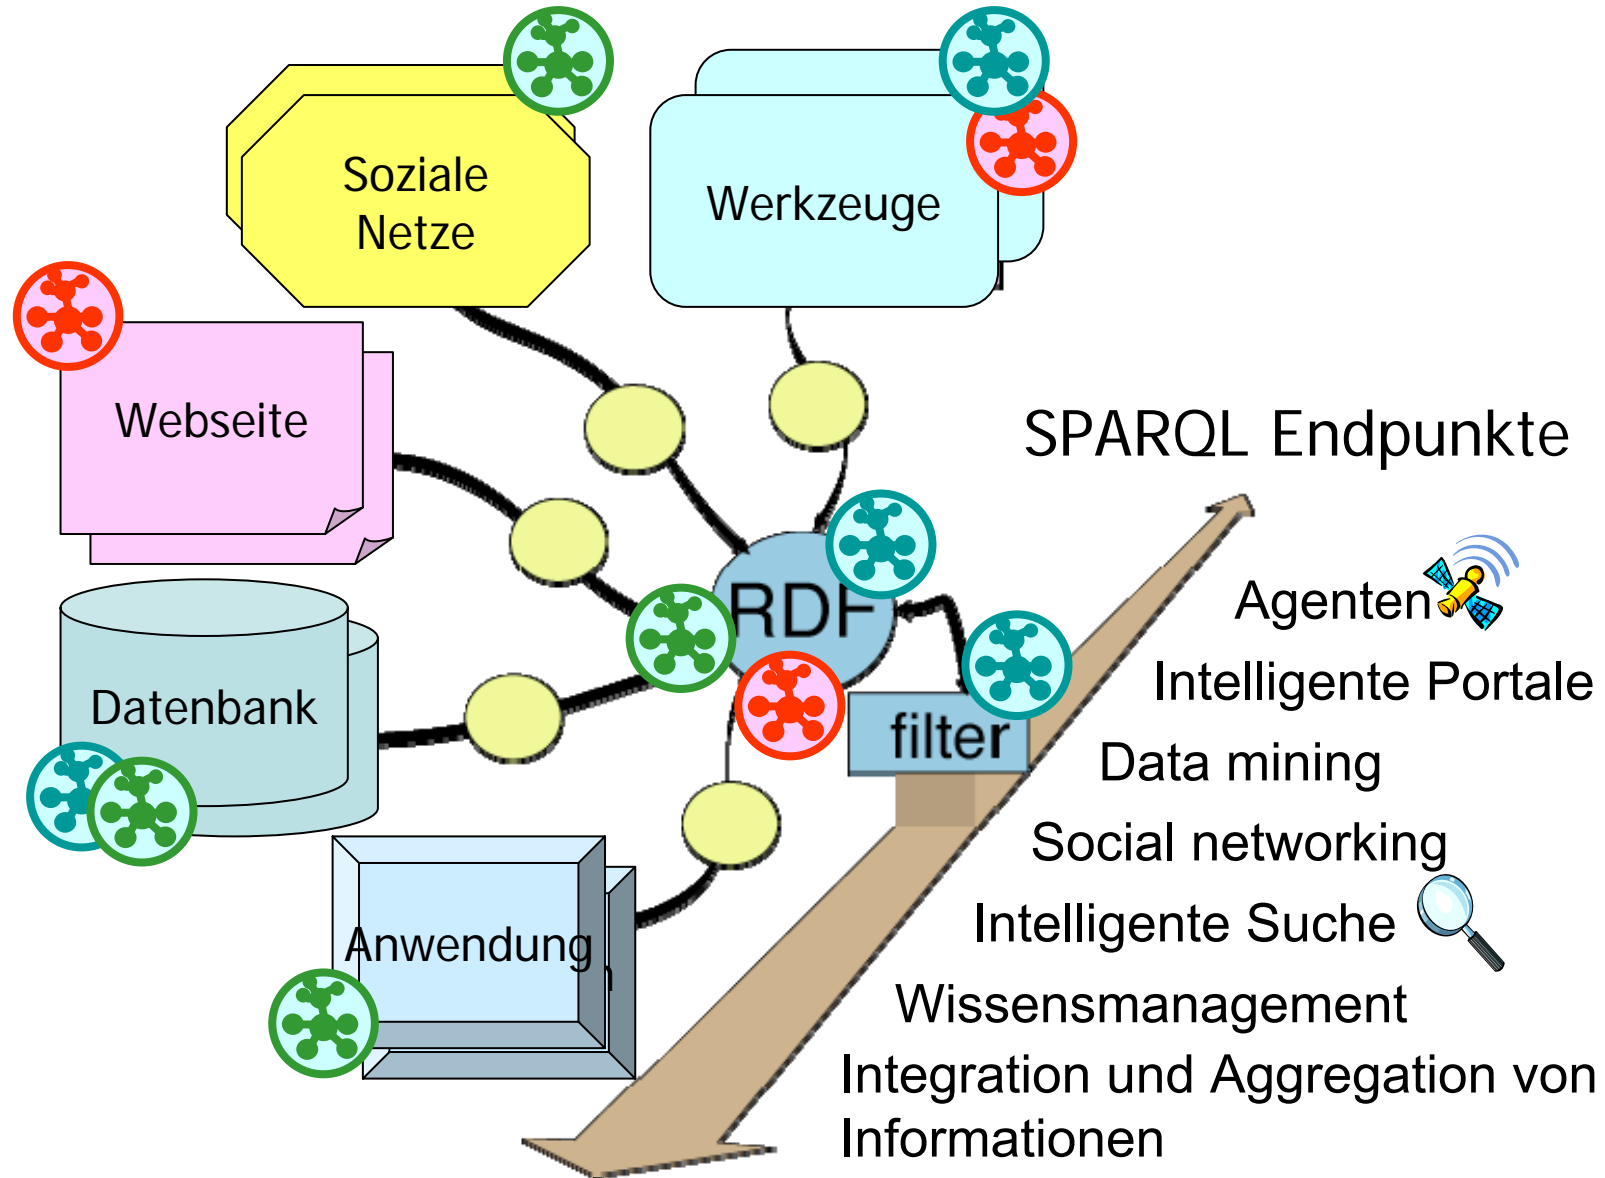 Soziale
Netze
Werkzeuge
Webseite
SPARQL Endpunkte
RDF
Agenten
Intelligente Portale
Datenbank
filter
Data mining
Social networking
Anwendung
Intelligente Suche
Wissensmanagement
Integration und Aggregation von
Informationen